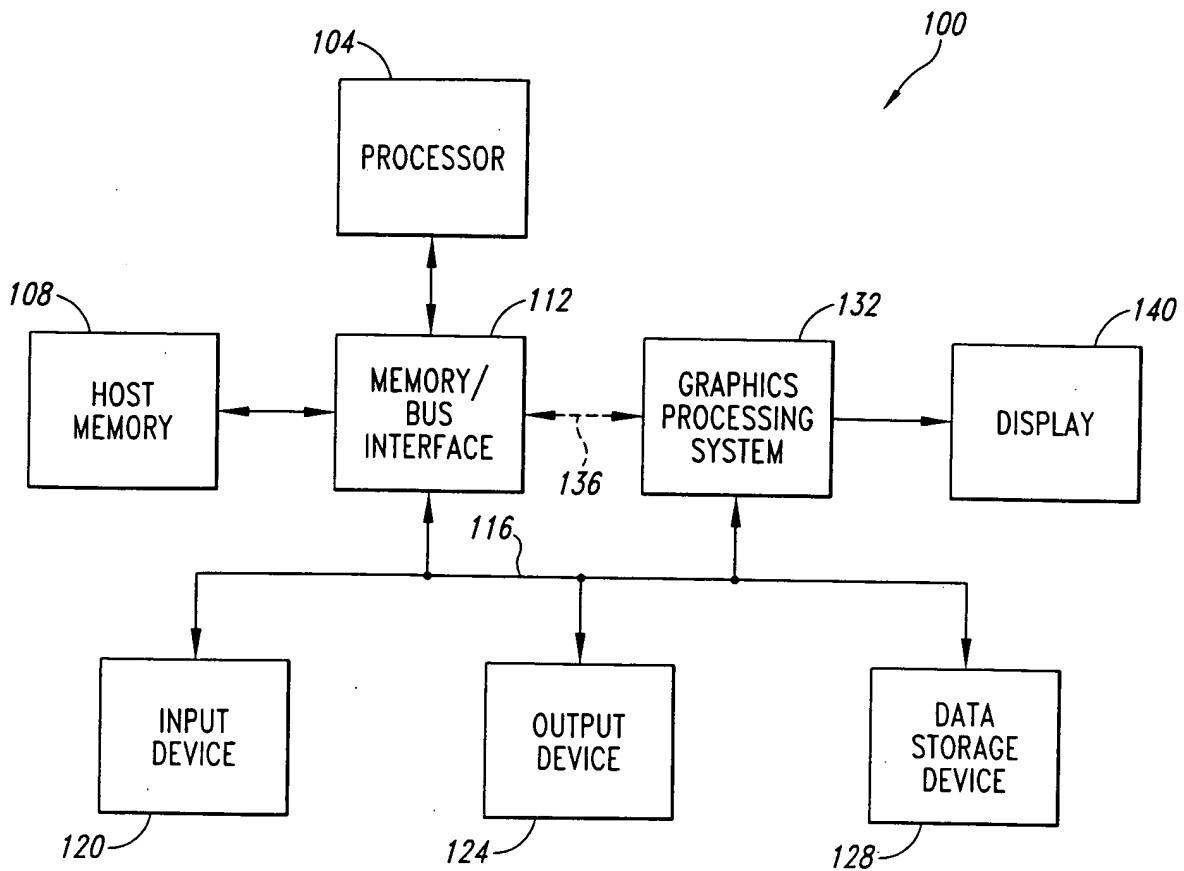 100
104
PROCESSOR
108
HOST
MEMORY
112
MEMORY/
BUS
INTERFACE
136
132
GRAPHICS
PROCESSING
SYSTEM
140
DISPLAY
116
INPUT
DEVICE
120
OUTPUT
DEVICE
124
DATA
STORAGE
DEVICE
128